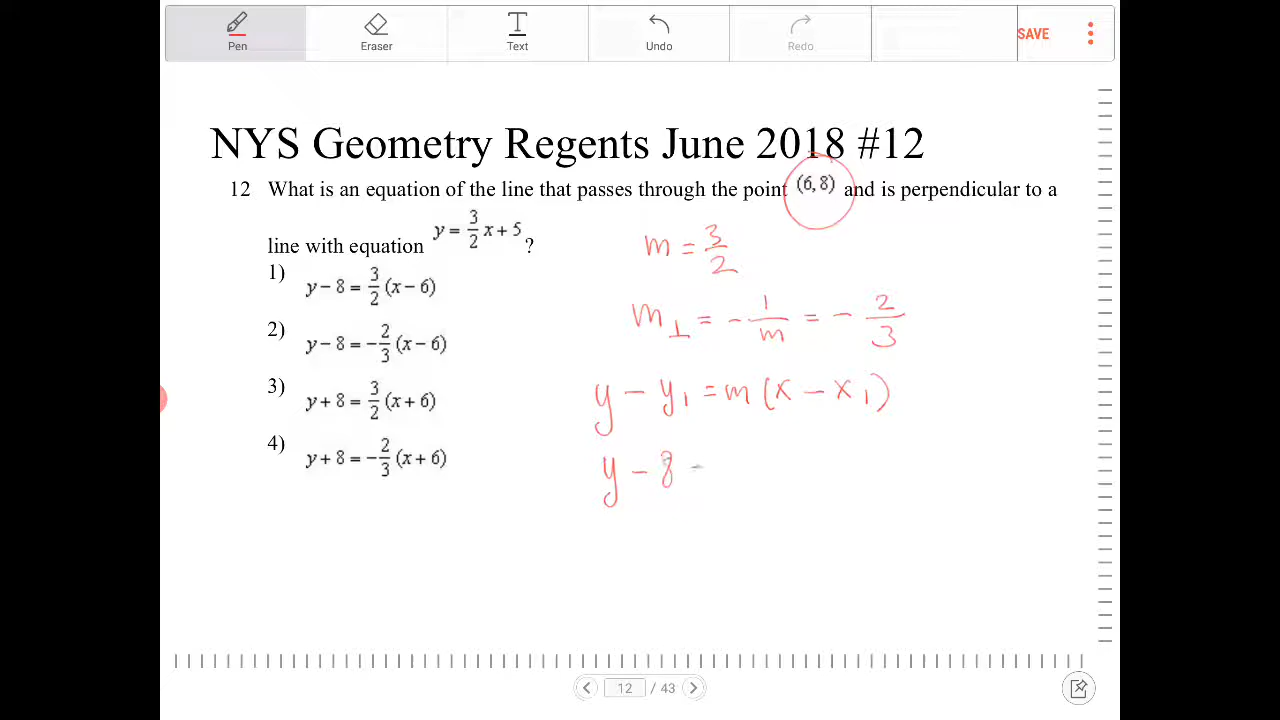 Pen Eraser Text Undo Redo SAVE
NYS Geometry Regents June 2018 #12
12 What is an equation of the line that passes through the point (6,8) and is perpendicular to a
line with equation y = 3/2 x + 5 ?
1) y − 8 = 3/2 (x − 6)
2) y − 8 = −2/3 (x − 6)
3) y + 8 = 3/2 (x + 6)
4) y + 8 = −2/3 (x + 6)
m = 3/2
m⊥ = − 1/m = − 2/3
y − y₁ = m (x − x₁)
y − 8 -
12 / 43